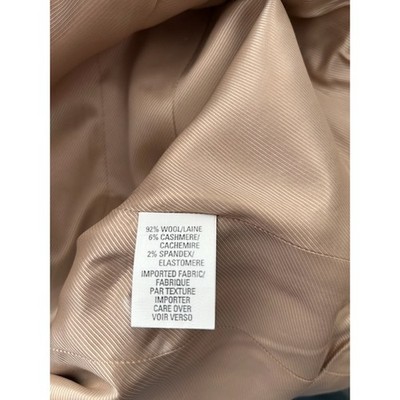 92% WOOL/LAINE
6% CASHMERE/
CACHEMIRE
2% SPANDEX/
ELASTOMERE
IMPORTED FABRIC/
FABRIQUE
PAR TEXTURE
IMPORTER
CARE OVER
VOIR VERSO